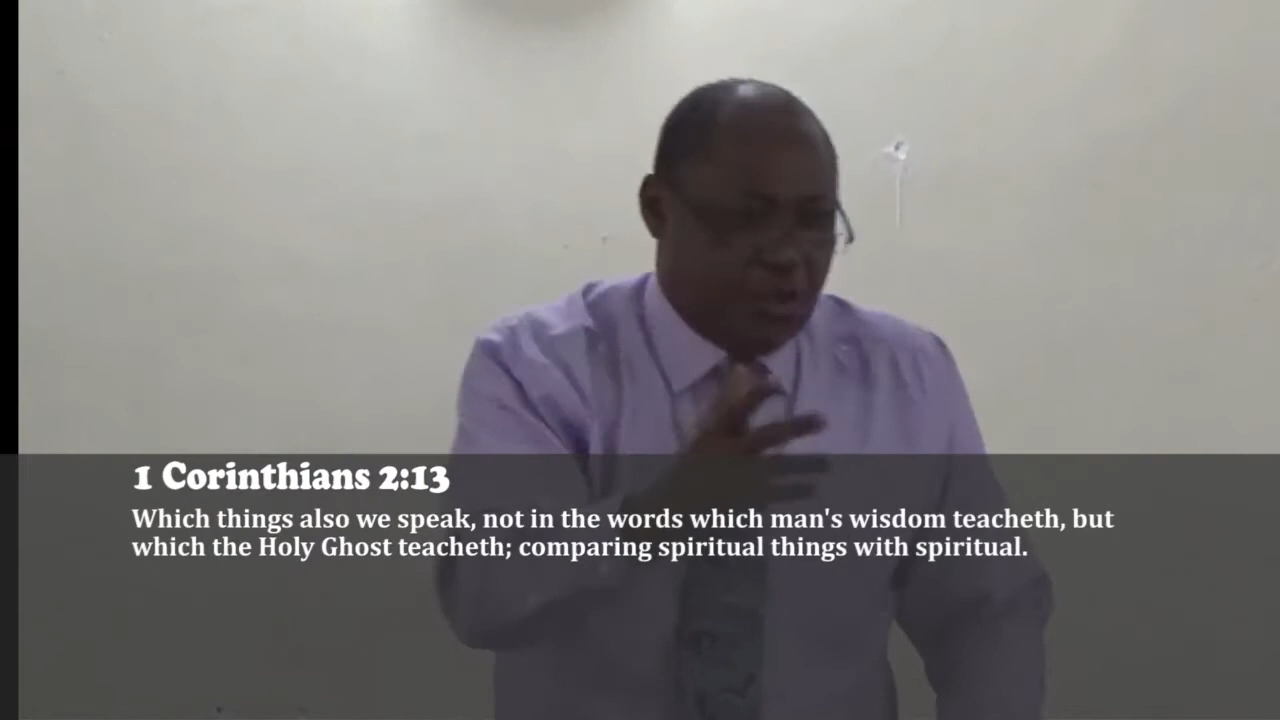 1 Corinthians 2:13
Which things also we speak, not in the words which man's wisdom teacheth, but
which the Holy Ghost teacheth; comparing spiritual things with spiritual.